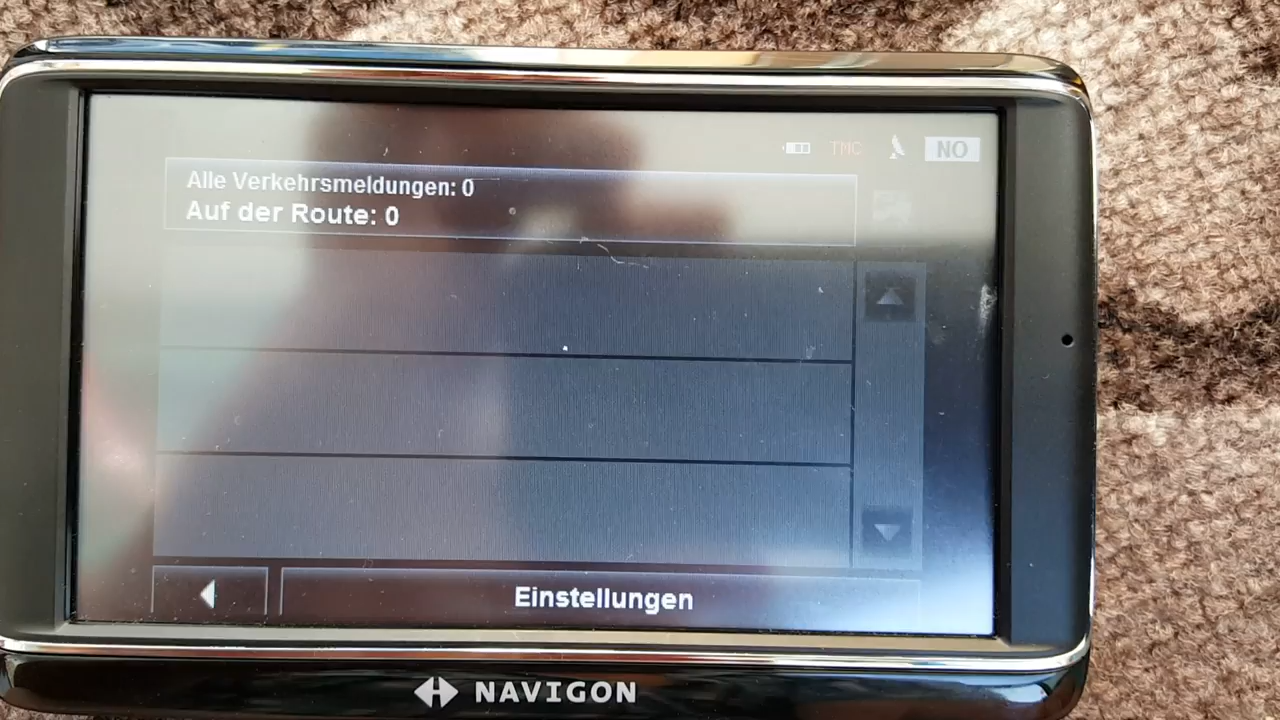 TMC
NO
Alle Verkehrsmeldungen: 0
Auf der Route: 0
Einstellungen
NAVIGON